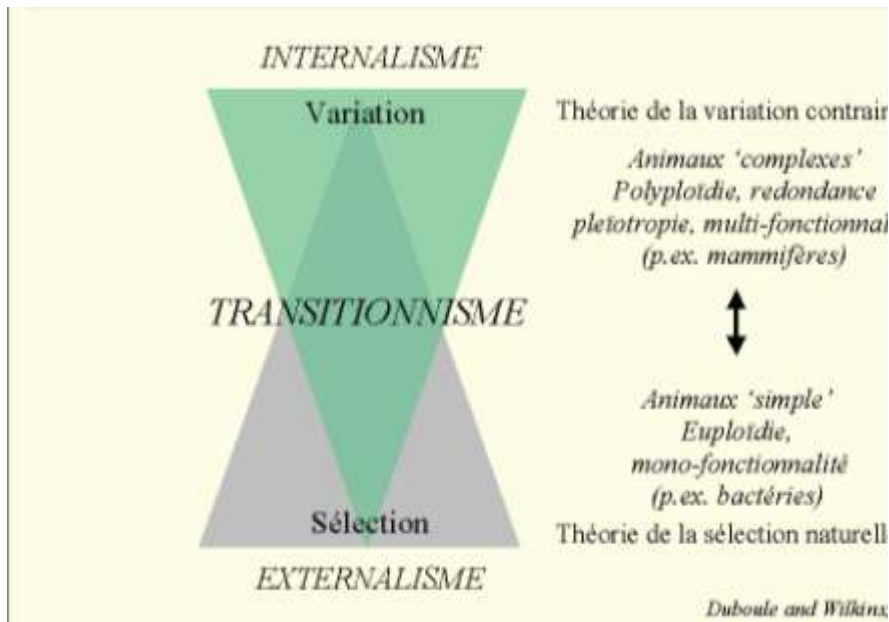 INTERNALISME
Variation
Théorie de la variation contrain
Animaux ‘complexes’
Polyploïdie, redondance
pleïotropie, multi-fonctionnal
(p.ex. mammifères)
TRANSITIONNISME
Animaux ‘simple’
Euploïdie,
mono-fonctionnalité
(p.ex. bactéries)
Sélection
Théorie de la sélection naturell
EXTERNALISME
Duboule and Wilkins,